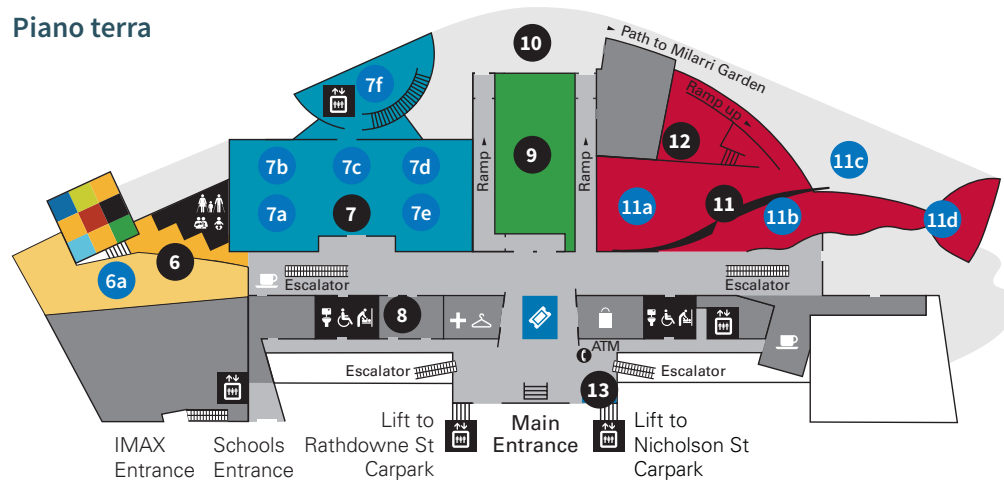 Piano terra
10
Path to Milarri Garden
7f
Ramp up
12
9
Ramp
Ramp
7b
7c
7d
11c
7a
7
7e
11a
11
11b
11d
6
6a
Escalator
Escalator
8
ATM
Escalator
Escalator
13
IMAX
Entrance
Schools
Entrance
Lift to
Rathdowne St
Carpark
Main
Entrance
Lift to
Nicholson St
Carpark